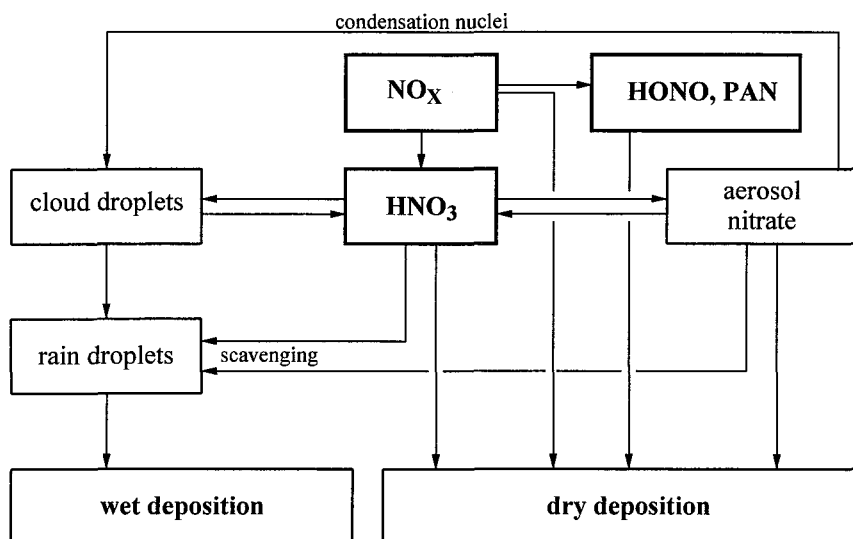 condensation nuclei
NOX
HONO, PAN
cloud droplets
HNO3
aerosol
nitrate
rain droplets
scavenging
wet deposition
dry deposition